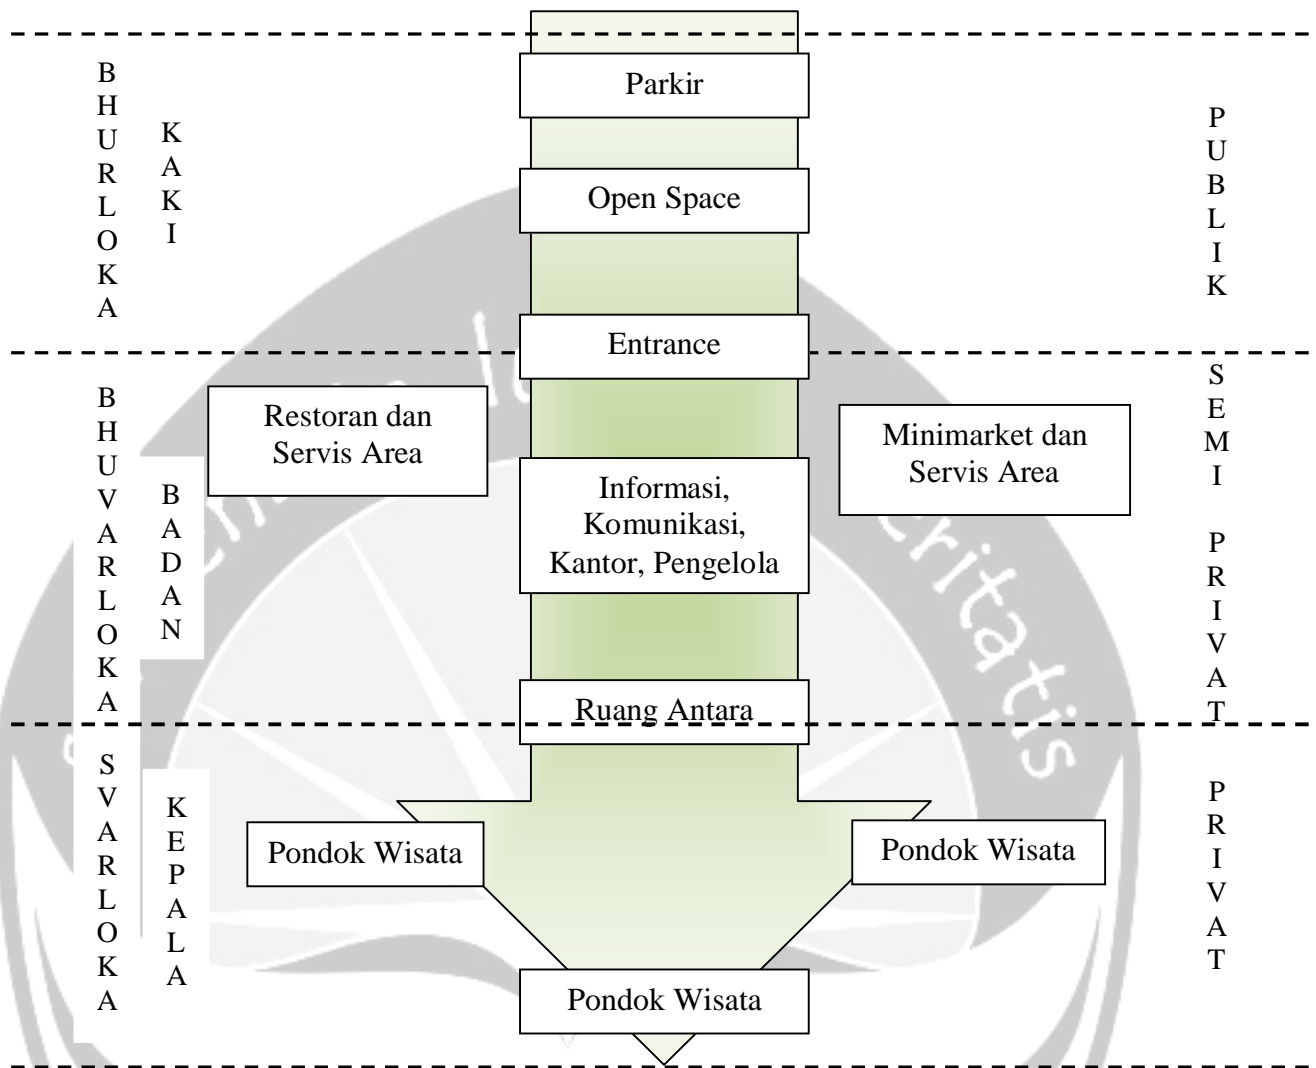 BHURLOKA
KAKI
Parkir
Open Space
Entrance
PUBLIK
BHUVARLOKA
BADAN
Restoran dan
Servis Area
Informasi,
Komunikasi,
Kantor, Pengelola
Minimarket dan
Servis Area
Ruang Antara
SEMI PRIVAT
SVARLOKA
KEPALA
Pondok Wisata
Pondok Wisata
Pondok Wisata
PRIVAT